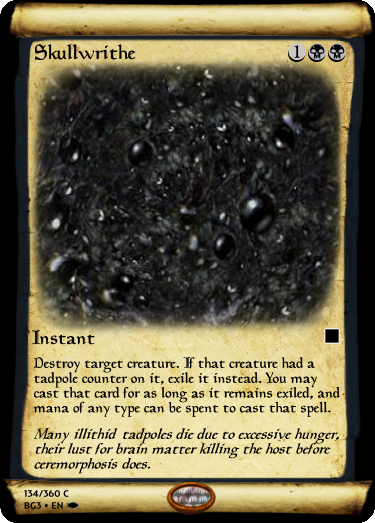 Skullwrithe 1
Instant
Destroy target creature. If that creature had a
tadpole counter on it, exile it instead. You may
cast that card for as long as it remains exiled, and
mana of any type can be spent to cast that spell.
Many illithid tadpoles die due to excessive hunger,
their lust for brain matter killing the host before
ceremorphosis does.
134/360 C
BG3 • EN